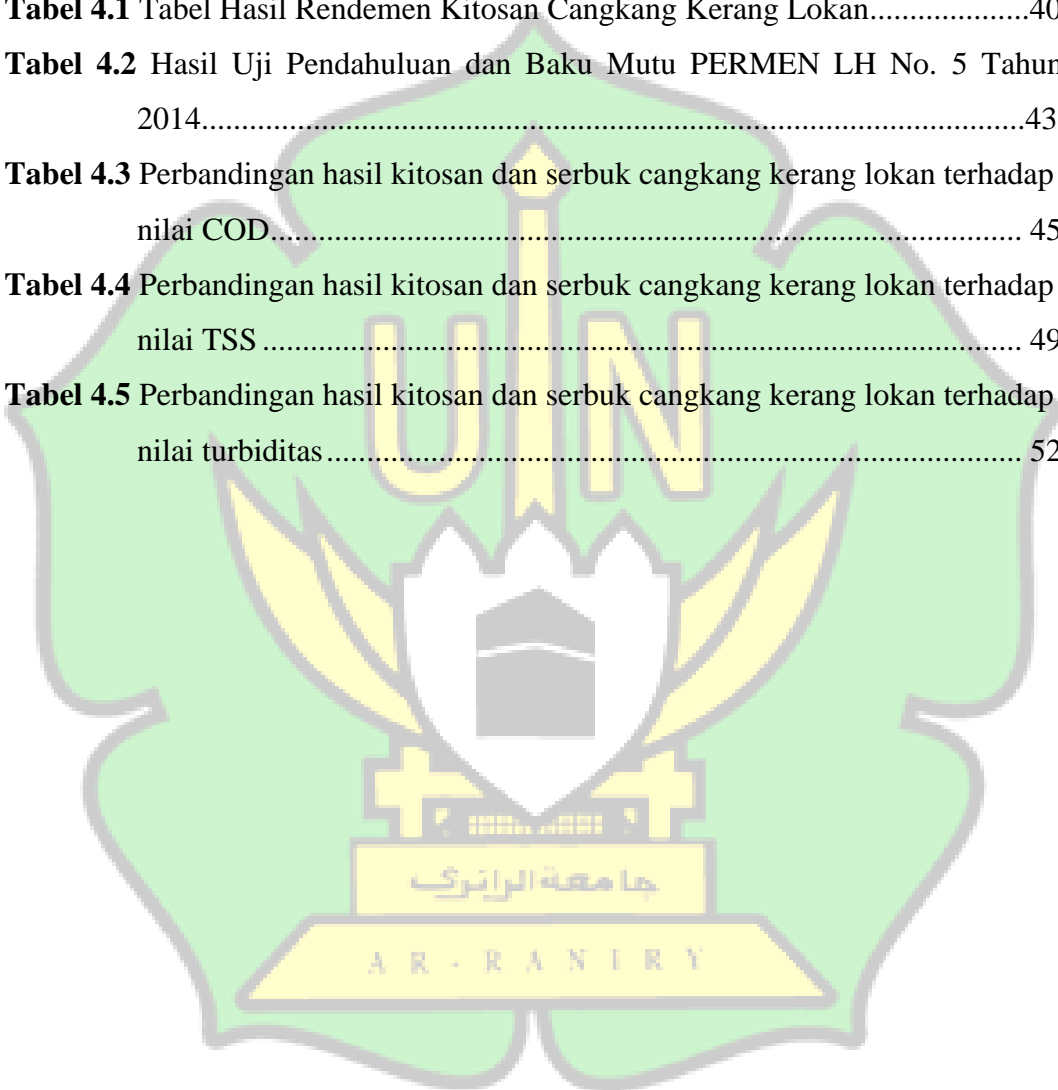 Tabel 4.1 Tabel Hasil Rendemen Kitosan Cangkang Kerang Lokan....................40
Tabel 4.2 Hasil Uji Pendahuluan dan Baku Mutu PERMEN LH No. 5 Tahun
2014.......................................................................................................43
Tabel 4.3 Perbandingan hasil kitosan dan serbuk cangkang kerang lokan terhadap
nilai COD.............................................................................................. 45
Tabel 4.4 Perbandingan hasil kitosan dan serbuk cangkang kerang lokan terhadap
nilai TSS ............................................................................................... 49
Tabel 4.5 Perbandingan hasil kitosan dan serbuk cangkang kerang lokan terhadap
nilai turbiditas ....................................................................................... 52
UIN
جامعة الرانري
AR-RANIRY